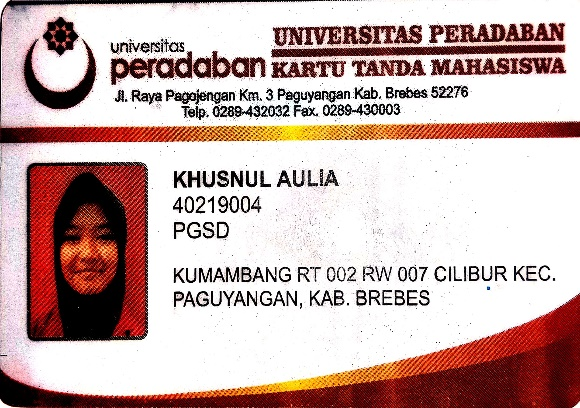 universitas
peradaban
UNIVERSITAS PERADABAN
KARTU TANDA MAHASISWA
Jl. Raya Pagojengan Km. 3 Paguyangan Kab. Brebes 52276
Telp. 0289-432032 Fax. 0289-430003
KHUSNUL AULIA
40219004
PGSD
KUMAMBANG RT 002 RW 007 CILIBUR KEC.
PAGUYANGAN, KAB. BREBES